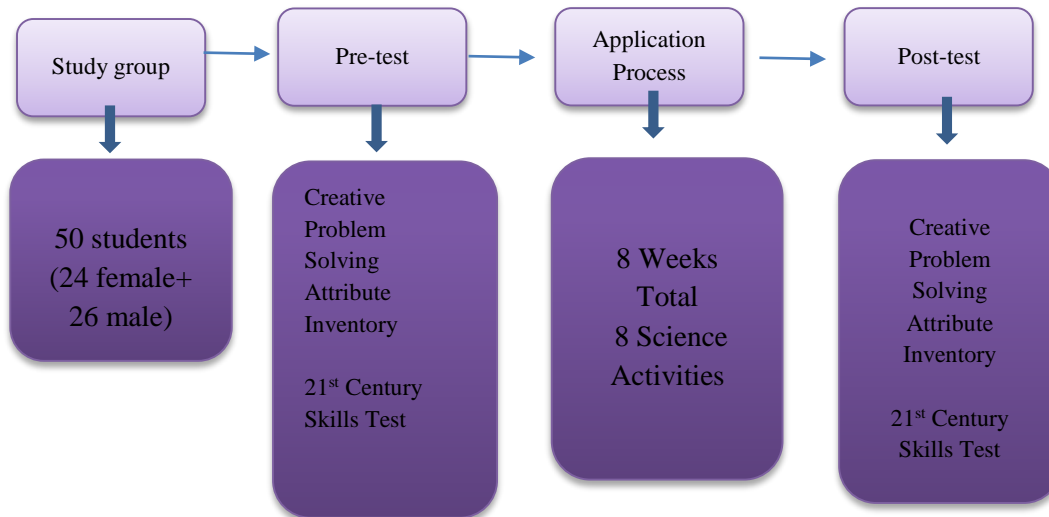 Study group
Pre-test
Application
Process
Post-test
50 students
(24 female+
26 male)
Creative
Problem
Solving
Attribute
Inventory
21st Century
Skills Test
8 Weeks
Total
8 Science
Activities
Creative
Problem
Solving
Attribute
Inventory
21st Century
Skills Test